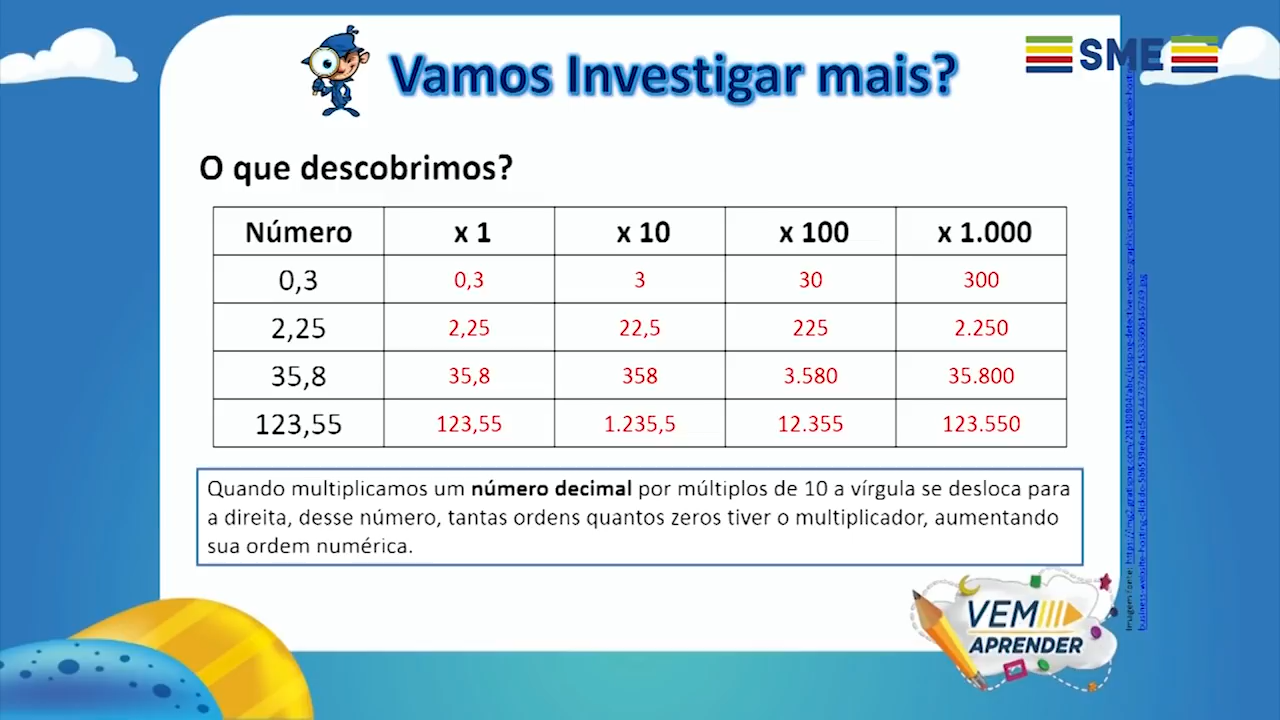 Vamos Investigar mais?
SME
O que descobrimos?
Número x 1 x 10 x 100 x 1.000
0,3 0,3 3 30 300
2,25 2,25 22,5 225 2.250
35,8 35,8 358 3.580 35.800
123,55 123,55 1.235,5 12.355 123.550
Quando multiplicamos um número decimal por múltiplos de 10 a vírgula se desloca para
a direita, desse número, tantas ordens quantos zeros tiver o multiplicador, aumentando
sua ordem numérica.
VEM
APRENDER
Imagem fonte: